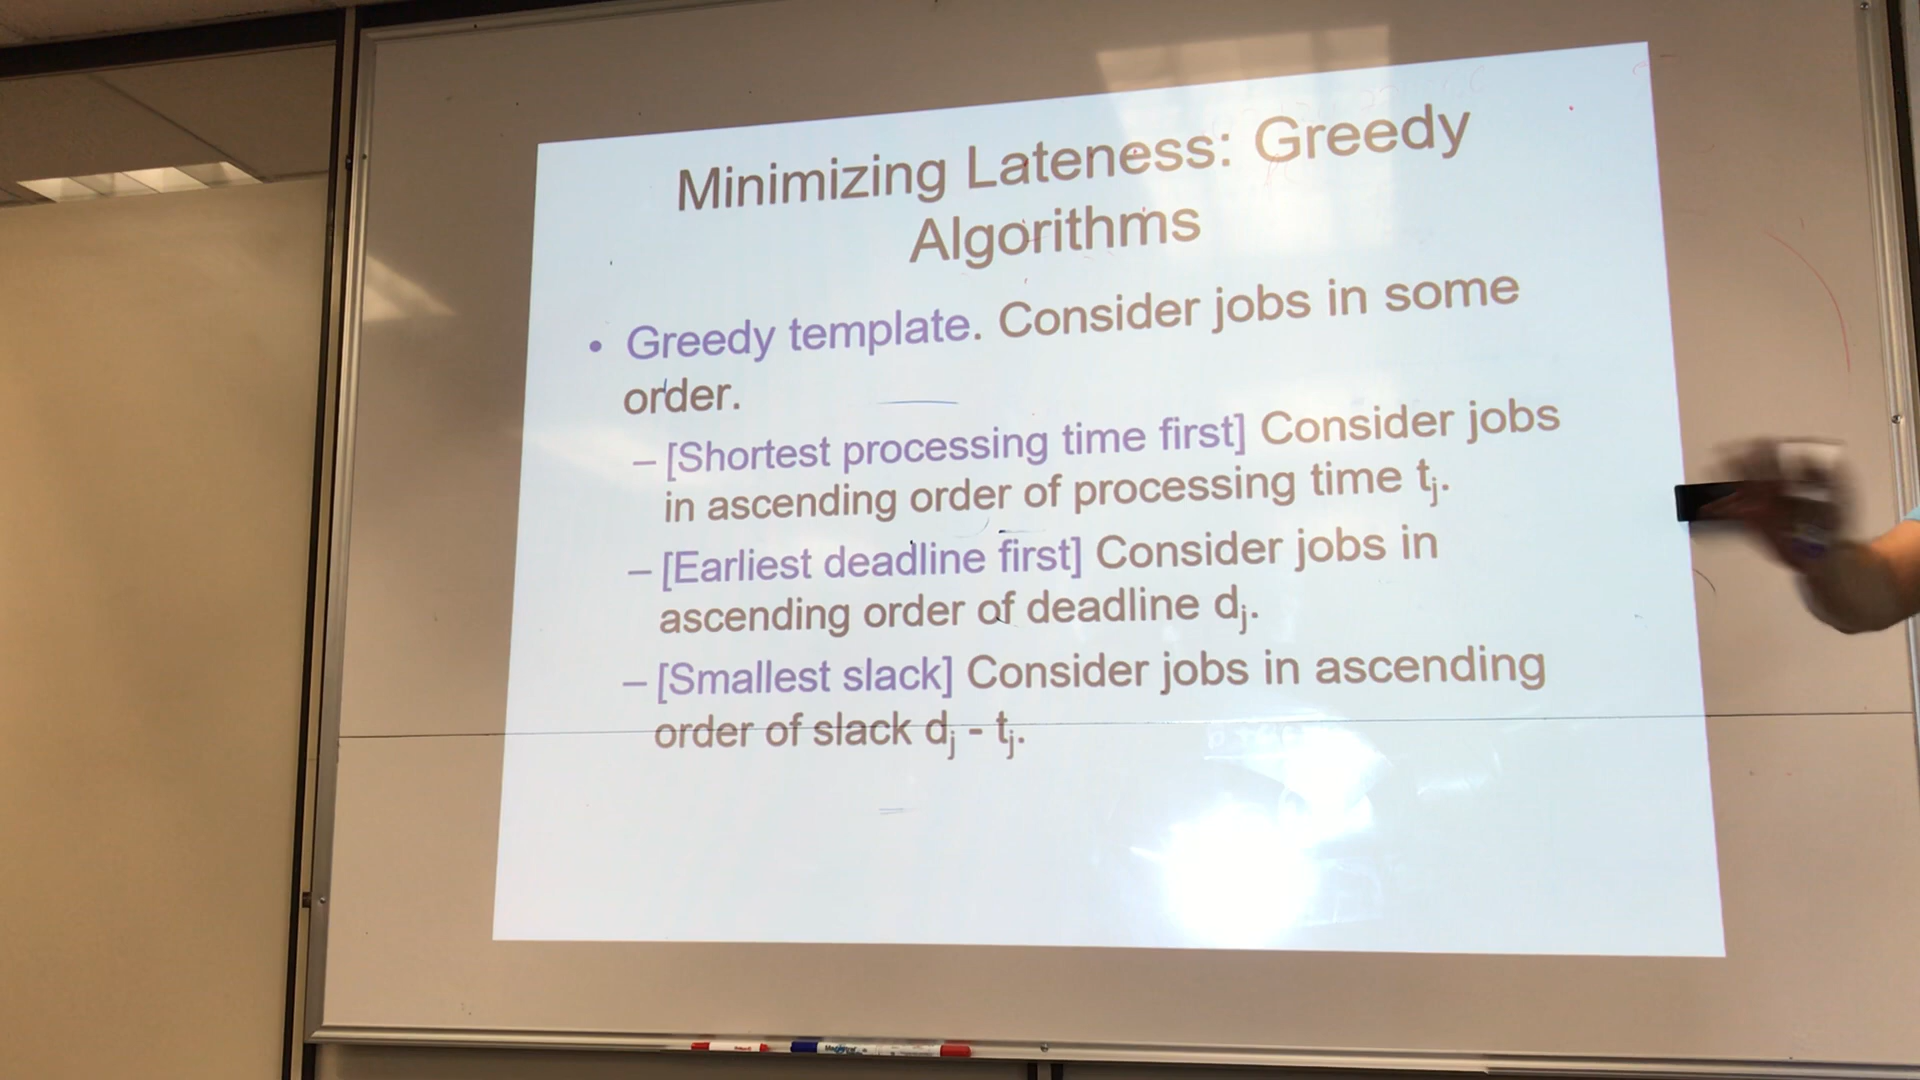 Minimizing Lateness: Greedy
Algorithms
• Greedy template. Consider jobs in some
order.
– [Shortest processing time first] Consider jobs
in ascending order of processing time tj.
– [Earliest deadline first] Consider jobs in
ascending order of deadline dj.
– [Smallest slack] Consider jobs in ascending
order of slack dj - tj.